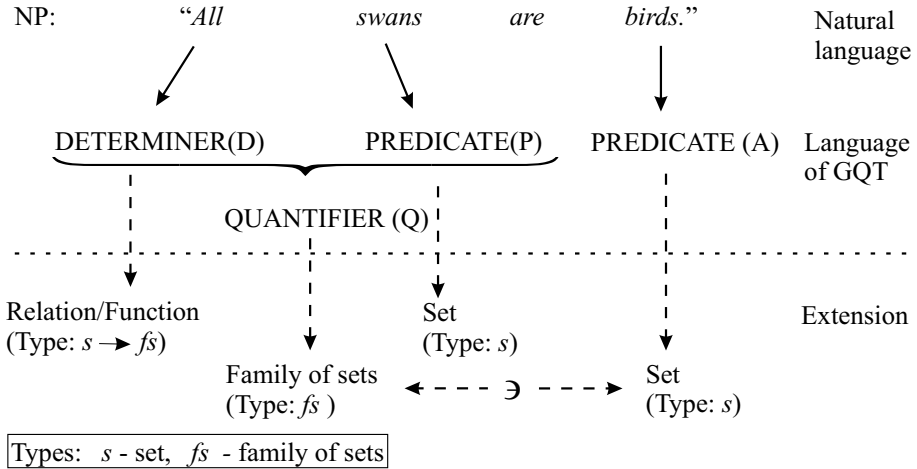 NP: “All swans are birds.” Natural
language
DETERMINER(D) PREDICATE(P) PREDICATE (A) Language
of GQT
QUANTIFIER (Q)
Relation/Function Set Extension
(Type: s → fs) (Type: s)
Family of sets ∍ Set
(Type: fs ) (Type: s)
Types: s - set, fs - family of sets